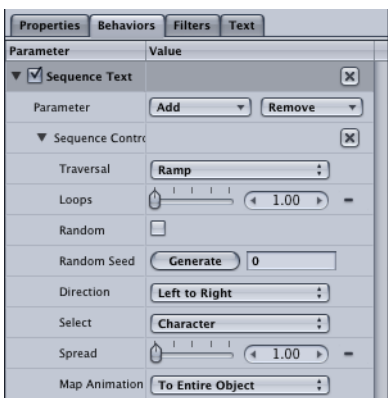 Properties Behaviors Filters Text
Parameter Value
Sequence Text
Parameter Add Remove
Sequence Contro
Traversal Ramp
Loops 1.00
Random
Random Seed Generate 0
Direction Left to Right
Select Character
Spread 1.00
Map Animation To Entire Object